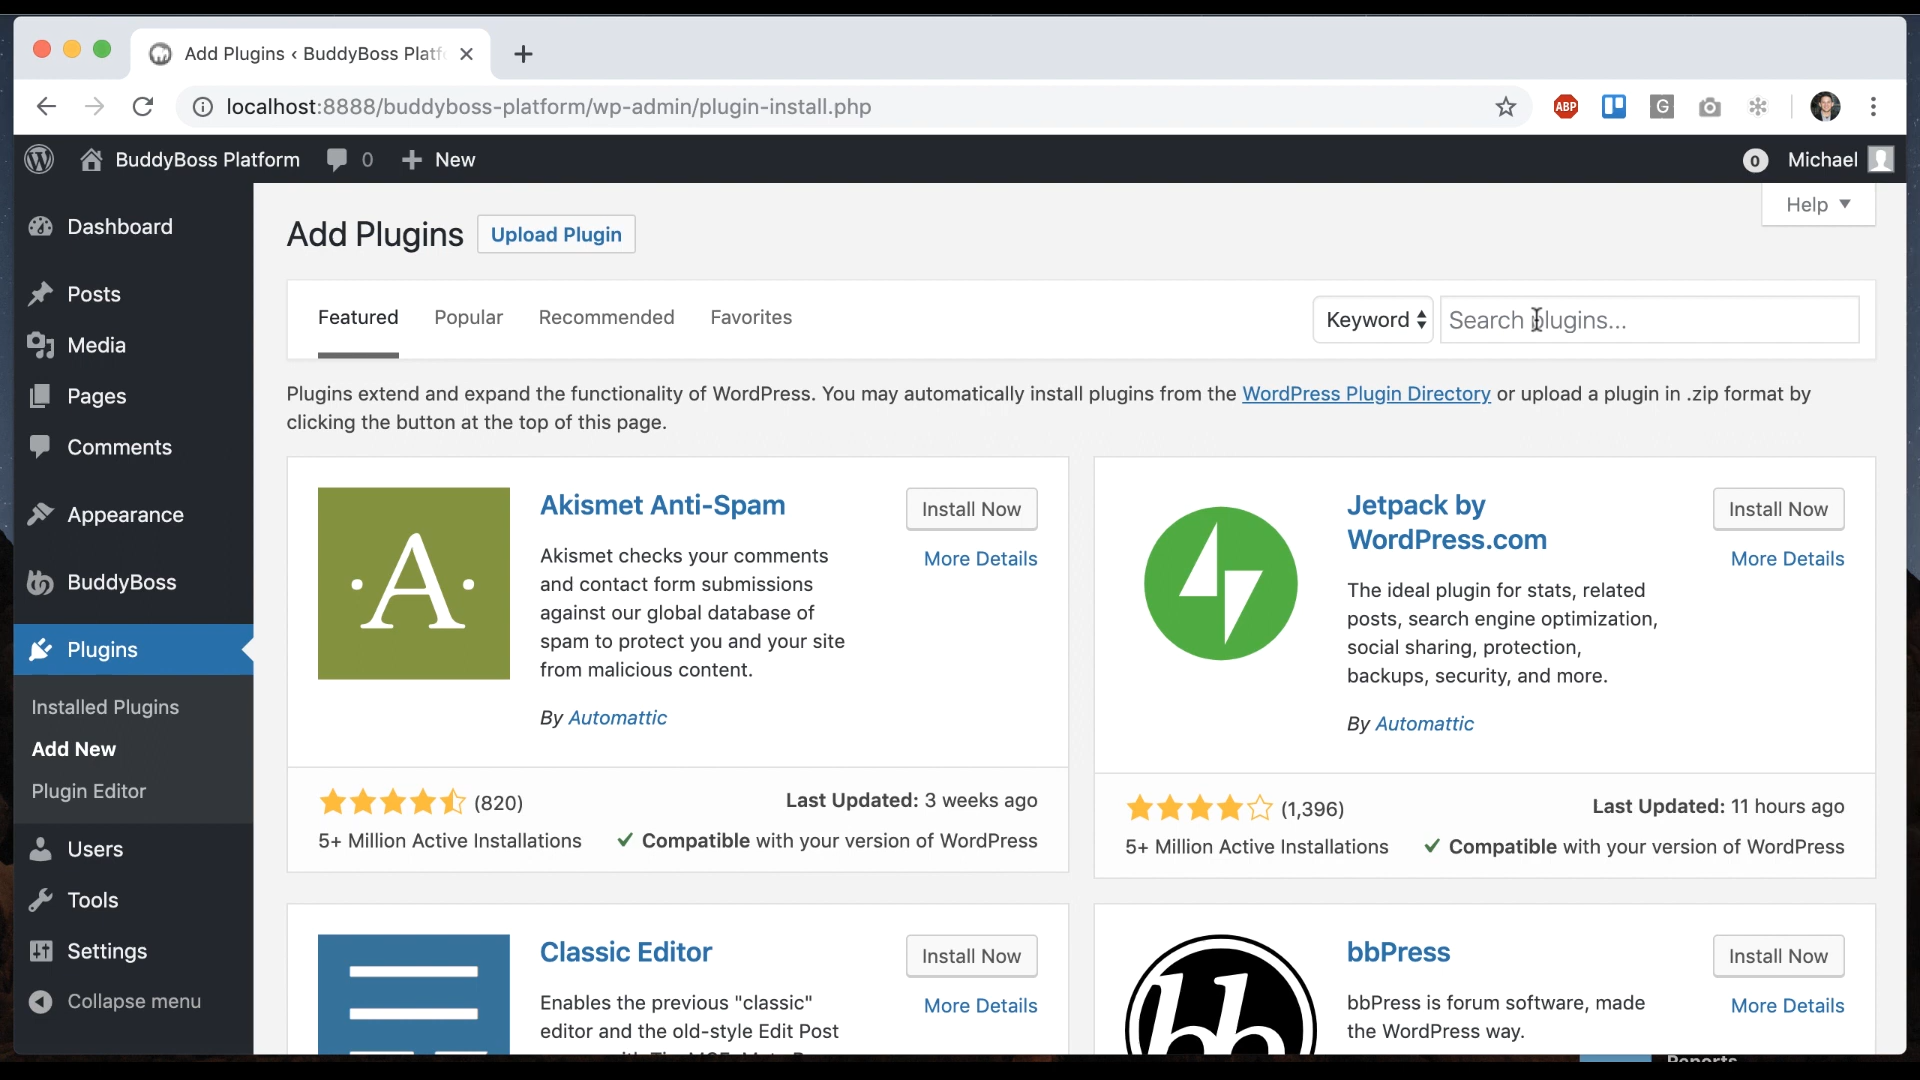 Add Plugins ‹ BuddyBoss Platf
localhost:8888/buddyboss-platform/wp-admin/plugin-install.php
ABP
G
BuddyBoss Platform
0
New
0
Michael
Dashboard
Posts
Media
Pages
Comments
Appearance
BuddyBoss
Plugins
Installed Plugins
Add New
Plugin Editor
Users
Tools
Settings
Collapse menu
Help
Add Plugins
Upload Plugin
Featured
Popular
Recommended
Favorites
Keyword
Search plugins...
Plugins extend and expand the functionality of WordPress. You may automatically install plugins from the WordPress Plugin Directory or upload a plugin in .zip format by
clicking the button at the top of this page.
A
Akismet Anti-Spam
Install Now
More Details
Akismet checks your comments
and contact form submissions
against our global database of
spam to protect you and your site
from malicious content.
By Automattic
(820)
Last Updated: 3 weeks ago
5+ Million Active Installations
Compatible with your version of WordPress
Jetpack by
WordPress.com
Install Now
More Details
The ideal plugin for stats, related
posts, search engine optimization,
social sharing, protection,
backups, security, and more.
By Automattic
(1,396)
Last Updated: 11 hours ago
5+ Million Active Installations
Compatible with your version of WordPress
Classic Editor
Install Now
More Details
Enables the previous "classic"
editor and the old-style Edit Post
bb
bbPress
Install Now
More Details
bbPress is forum software, made
the WordPress way.